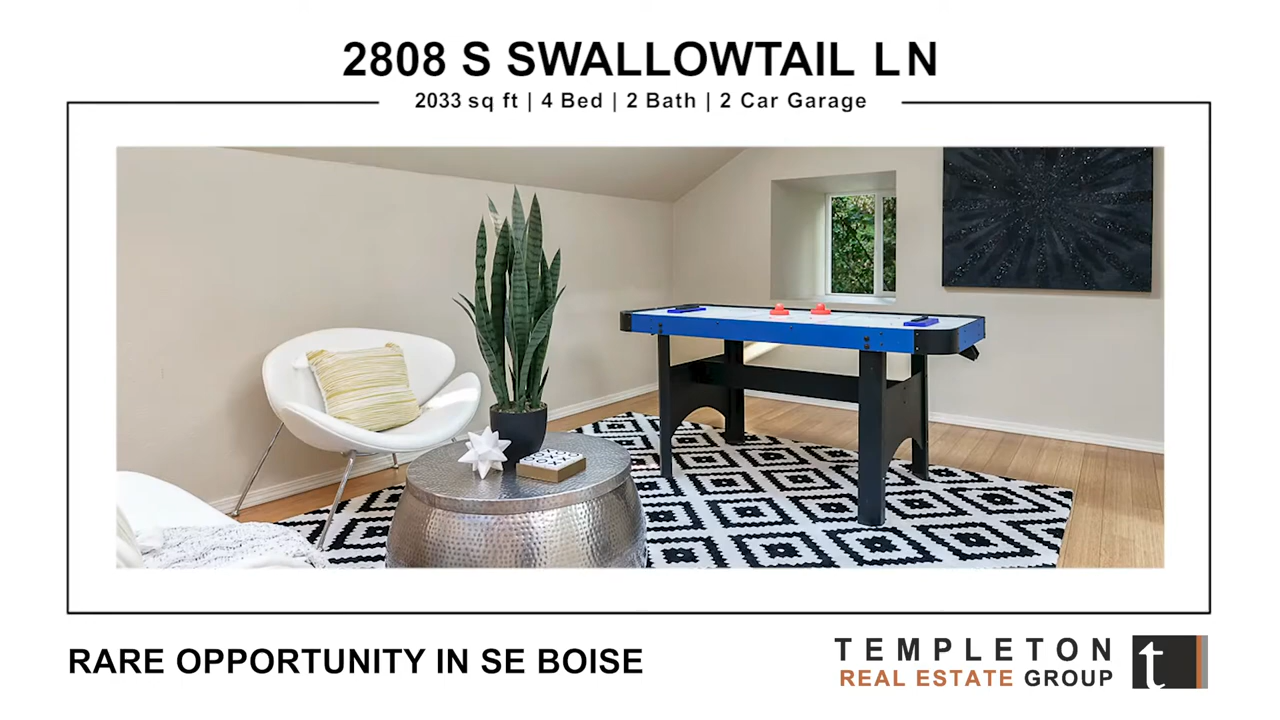 2808 S SWALLOWTAIL LN
2033 sq ft | 4 Bed | 2 Bath | 2 Car Garage
RARE OPPORTUNITY IN SE BOISE
TEMPLETON
REAL ESTATE GROUP
t